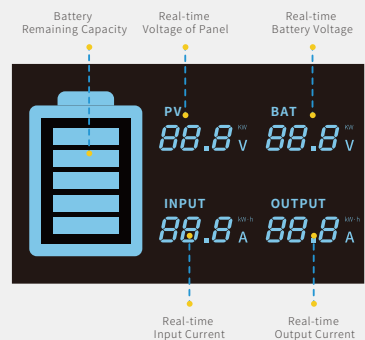 Battery
Remaining Capacity
Real-time
Voltage of Panel
Real-time
Battery Voltage
PV
KW
88.8 V
BAT
KW
88.8 V
INPUT
kW·h
88.8 A
OUTPUT
kW·h
88.8 A
Real-time
Input Current
Real-time
Output Current